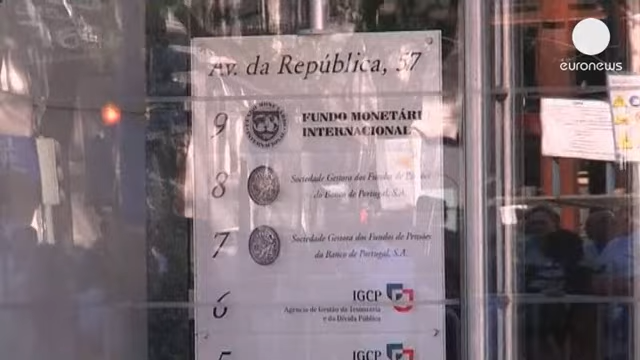 euronews
Av. da República, 57
9
FUNDO MONETÁRI
INTERNACIONAL
8
Sociedade Gestora dos Fundos de
do Banco de Portugal, S.A.
7
Sociedade Gestora dos Fundos de Pensões
do Banco de Portugal, S.A.
6
IGCP
Agência de Gestão da Tesouraria
e da Dívida Pública
5
IGCP